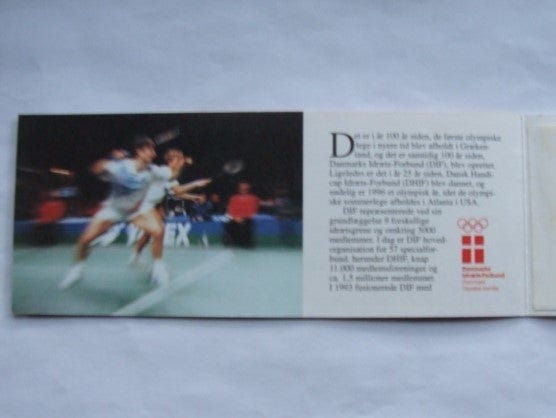 Det er i år 100 år siden, de første olympiske
lege i nyere tid blev afholdt i Græken-
land, og det er samtidig 100 år siden,
Danmarks Idræts-Forbund (DIF), blev oprettet.
Ligeledes er det i år 25 år siden, Dansk Handi-
cap Idræts-Forbund (DHIF) blev dannet, og
endelig er 1996 et olympisk år, idet de olympi-
ske sommerlege afholdes i Atlanta i USA.
DIF repræsenterede ved sin
grundlæggelse 9 forskellige
idrætsgrene og omkring 5000
medlemmer. I dag er DIF hoved-
organisation for 57 specialfor-
bund, herunder DHIF, knap
11.000 medlemsforeninger og
ca. 1,5 millioner medlemmer.
I 1993 fusionerede DIF med
Danmarks
Idræts-Forbund
YONEX